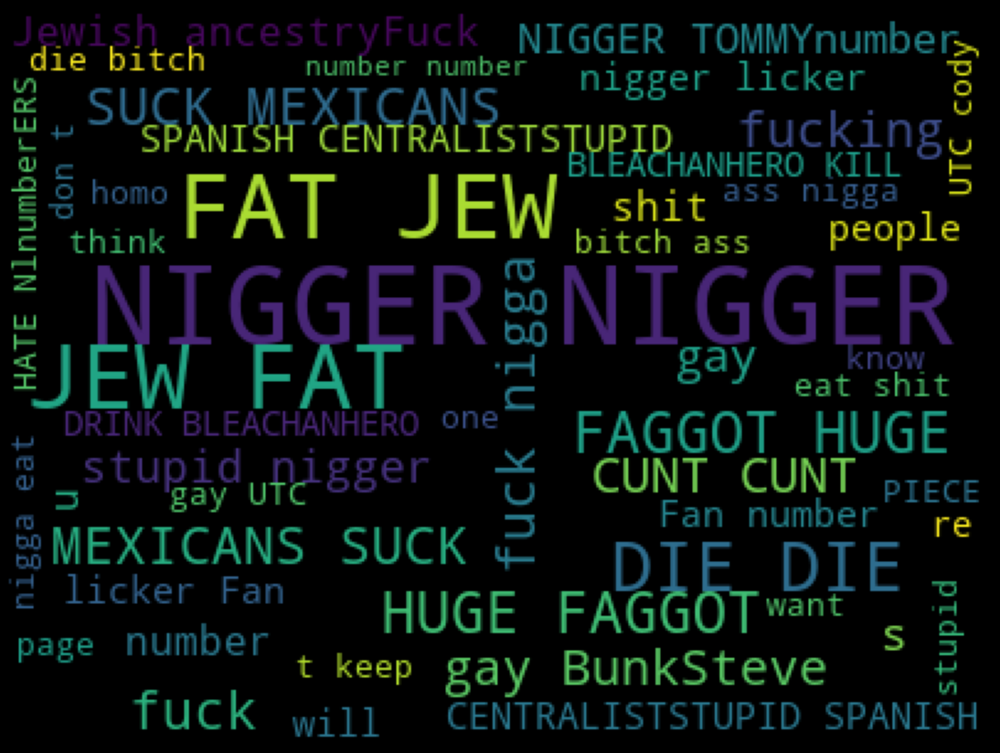 Jewish ancestryFuck
NIGGER TOMMYnumber
die bitch
number number
nigger licker
UTC cody
HATE NlnumberERS
SUCK MEXICANS
don t
SPANISH CENTRALISTSTUPID
fucking
BLEACHANHERO KILL
homo
FAT JEW
shit
ass nigga
people
think
bitch ass
NIGGER NIGGER
fuck nigga
JEW FAT
gay
know
eat shit
DRINK BLEACHANHERO
one
FAGGOT HUGE
nigga eat
stupid nigger
CUNT CUNT
u
gay UTC
PIECE
Fan number
re
MEXICANS SUCK
DIE DIE
licker Fan
HUGE FAGGOT
want
stupid
page
number
s
t keep
gay BunkSteve
fuck
will
CENTRALISTSTUPID SPANISH